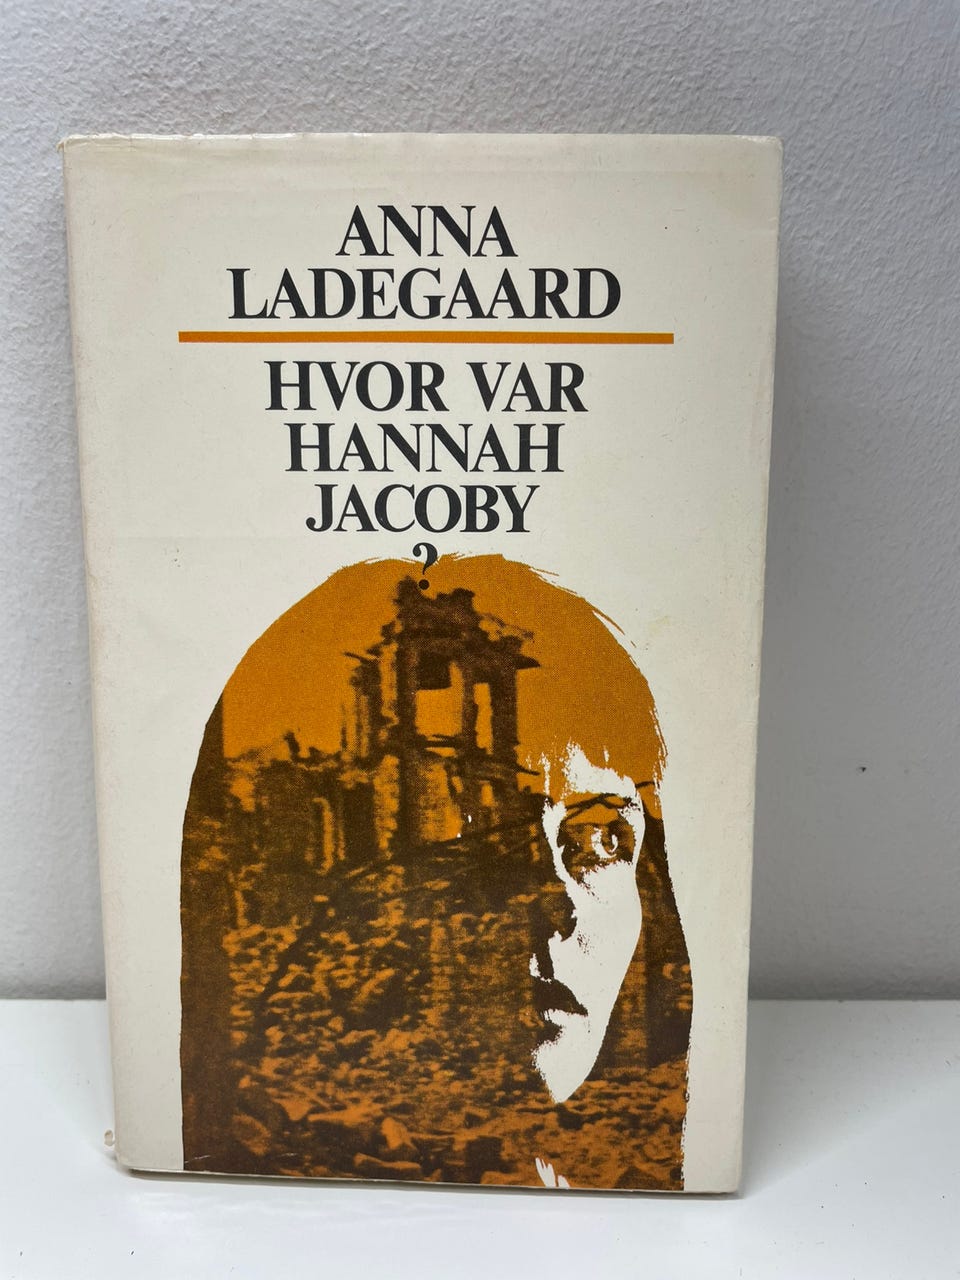 ANNA
LADEGAARD
HVOR VAR
HANNAH
JACOBY
?